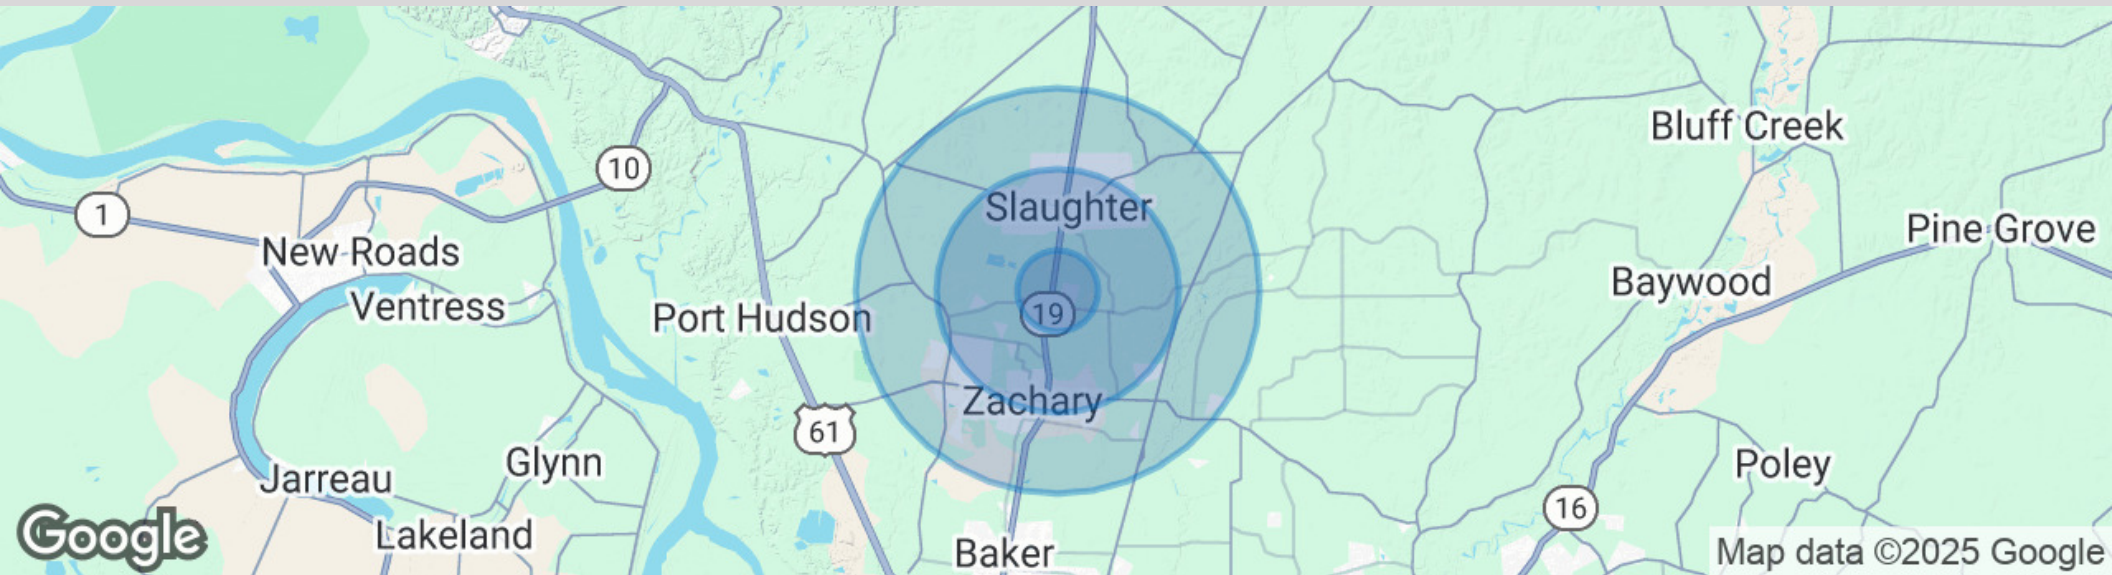 Bluff Creek
10
1
Slaughter
New Roads
Pine Grove
Baywood
Ventress
Port Hudson
19
Zachary
61
Glynn
Poley
Jarreau
16
Google
Lakeland
Baker
Map data ©2025 Google